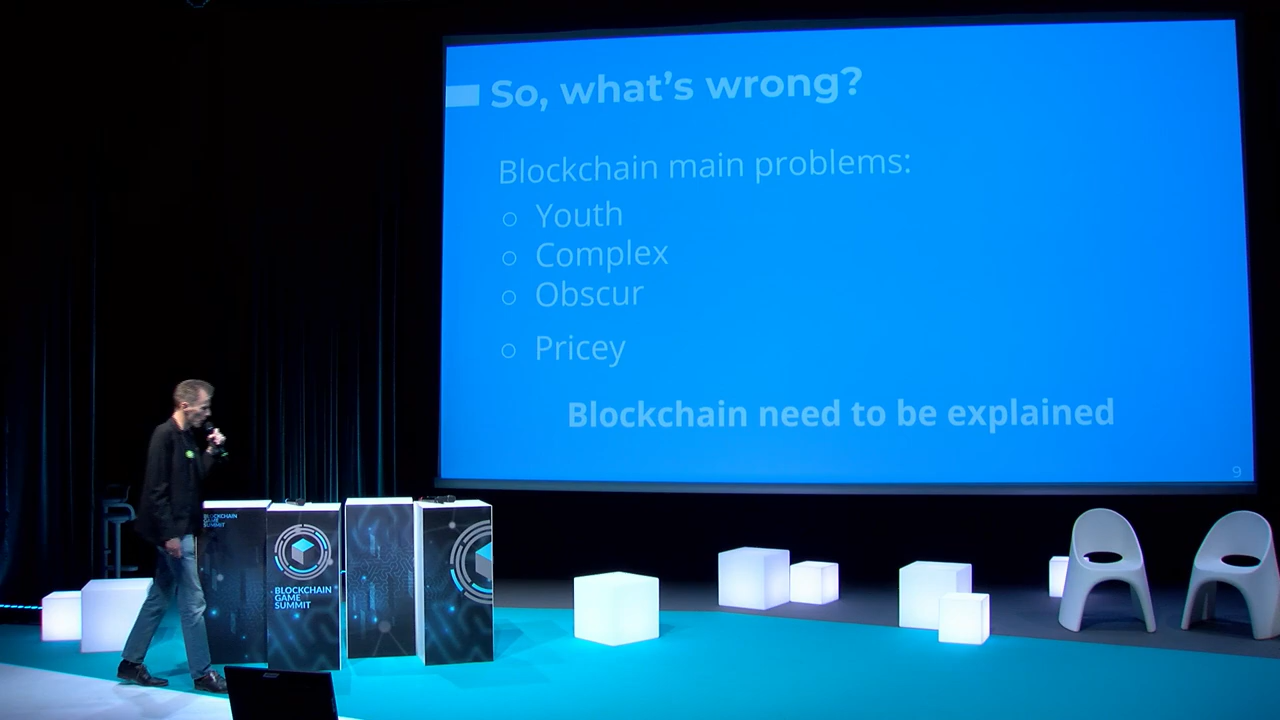 So, what's wrong?
Blockchain main problems:
○ Youth
○ Complex
○ Obscur
○ Pricey
Blockchain need to be explained
9
BLOCKCHAIN
GAME
SUMMIT
BLOCKCHAIN
GAME
SUMMIT